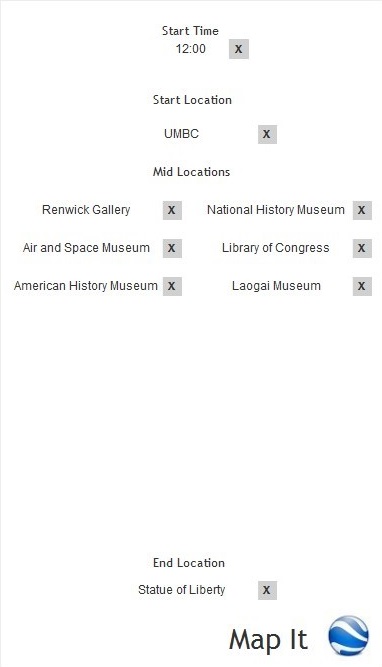 Start Time
12:00 X
Start Location
UMBC X
Mid Locations
Renwick Gallery X National History Museum X
Air and Space Museum X Library of Congress X
American History Museum X Laogai Museum X
End Location
Statue of Liberty X
Map It